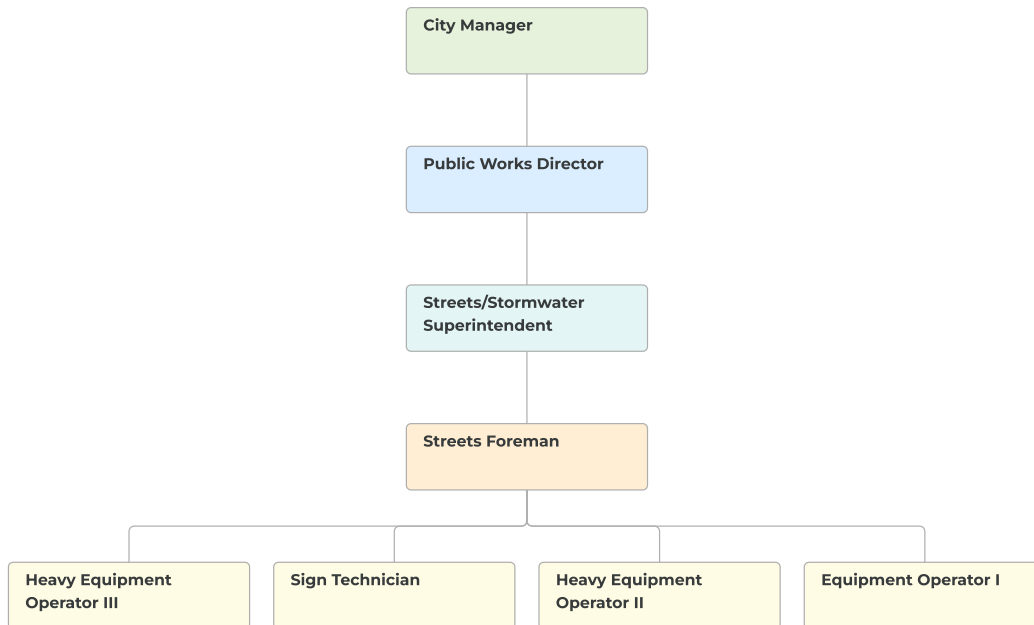 City Manager
Public Works Director
Streets/Stormwater
Superintendent
Streets Foreman
Heavy Equipment
Operator III
Sign Technician
Heavy Equipment
Operator II
Equipment Operator I